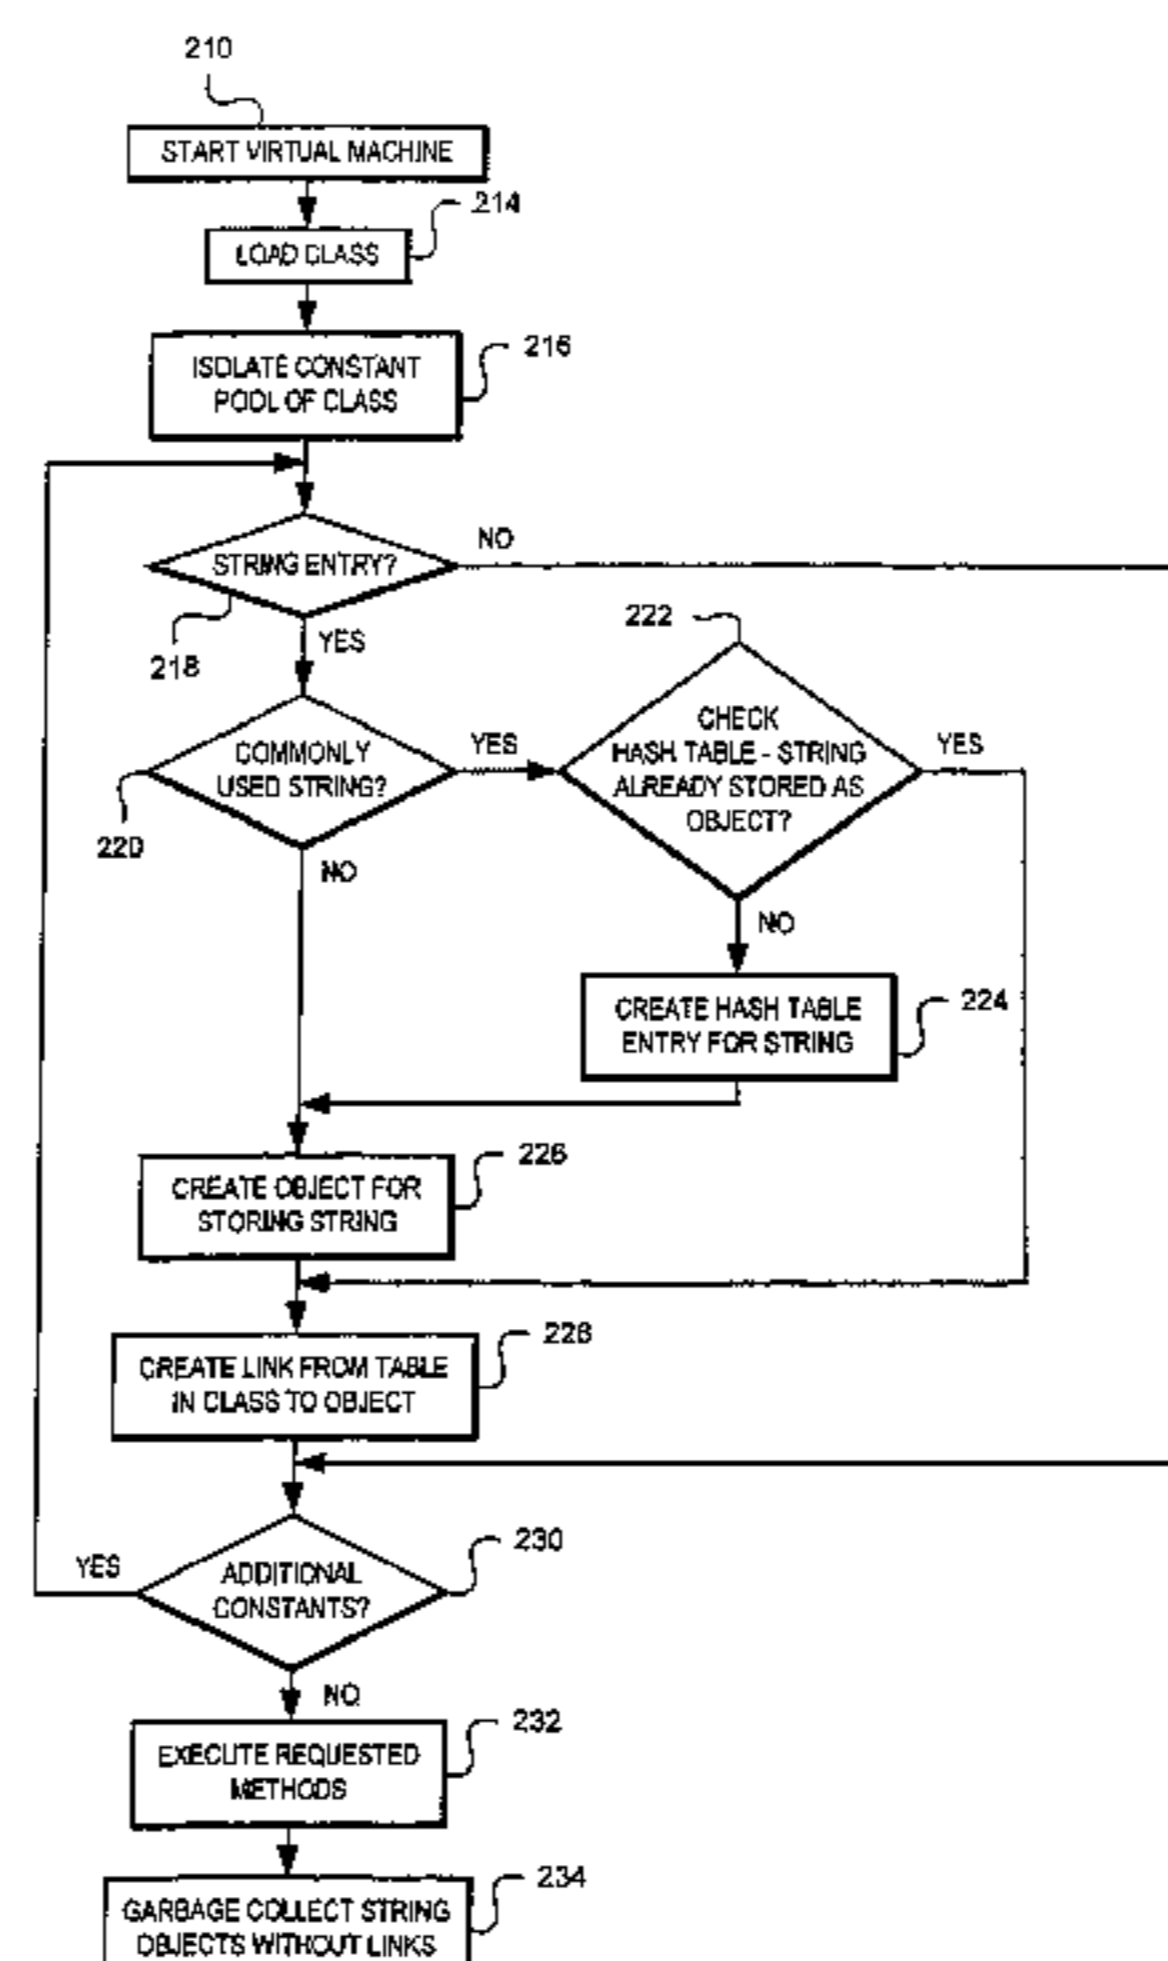 210
START VIRTUAL MACHINE
214
LOAD CLASS
216
ISOLATE CONSTANT
POOL OF CLASS
STRING ENTRY?
NO
218
YES
222
COMMONLY
USED STRING?
220
YES
CHECK
HASH TABLE - STRING
ALREADY STORED AS
OBJECT?
YES
NO
NO
CREATE HASH TABLE
ENTRY FOR STRING
224
226
CREATE OBJECT FOR
STORING STRING
228
CREATE LINK FROM TABLE
IN CLASS TO OBJECT
230
YES
ADDITIONAL
CONSTANTS?
NO
232
EXECUTE REQUESTED
METHODS
234
GARBAGE COLLECT STRING
OBJECTS WITHOUT LINKS